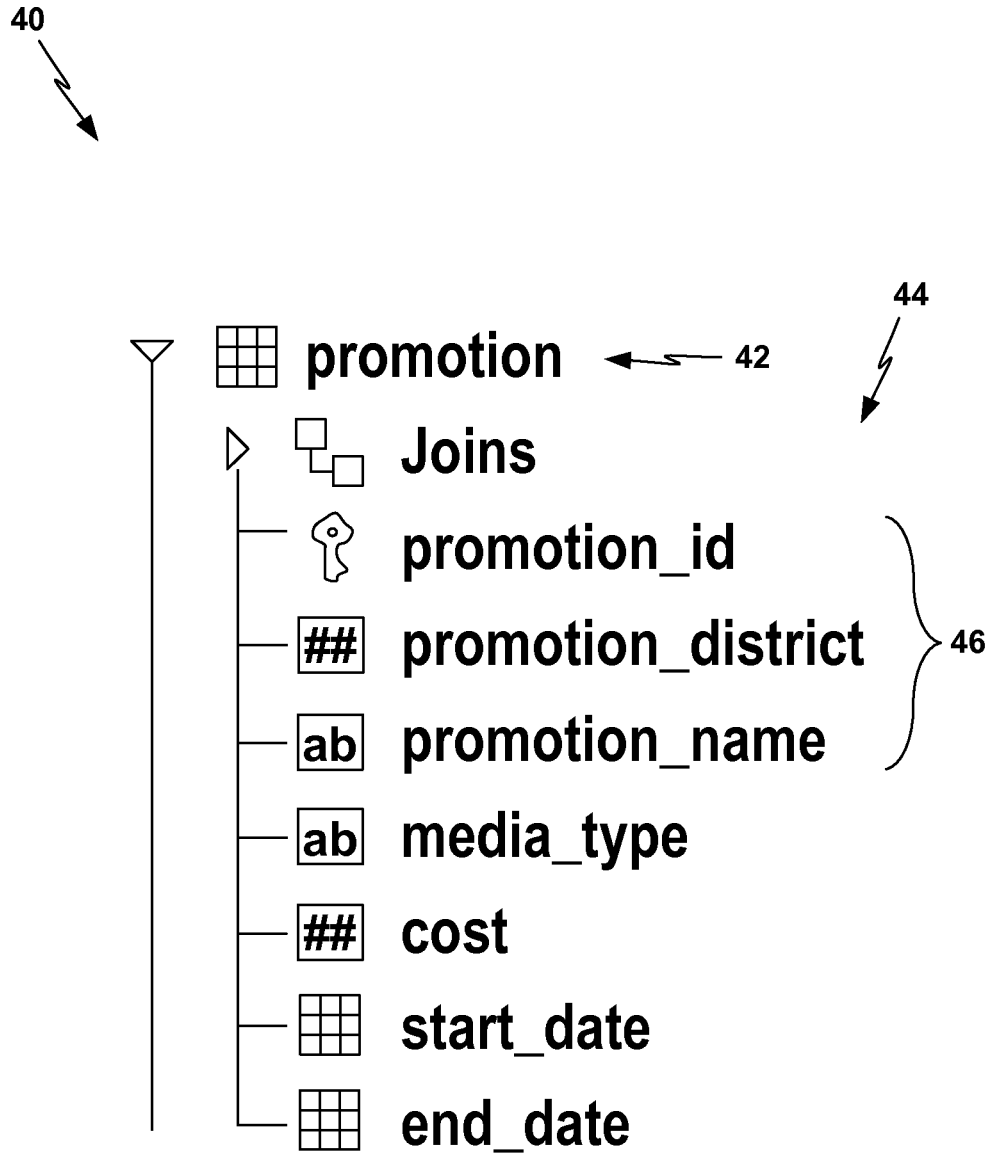 40
44
promotion 42
Joins
promotion_id
## promotion_district 46
ab promotion_name
ab media_type
## cost
start_date
end_date